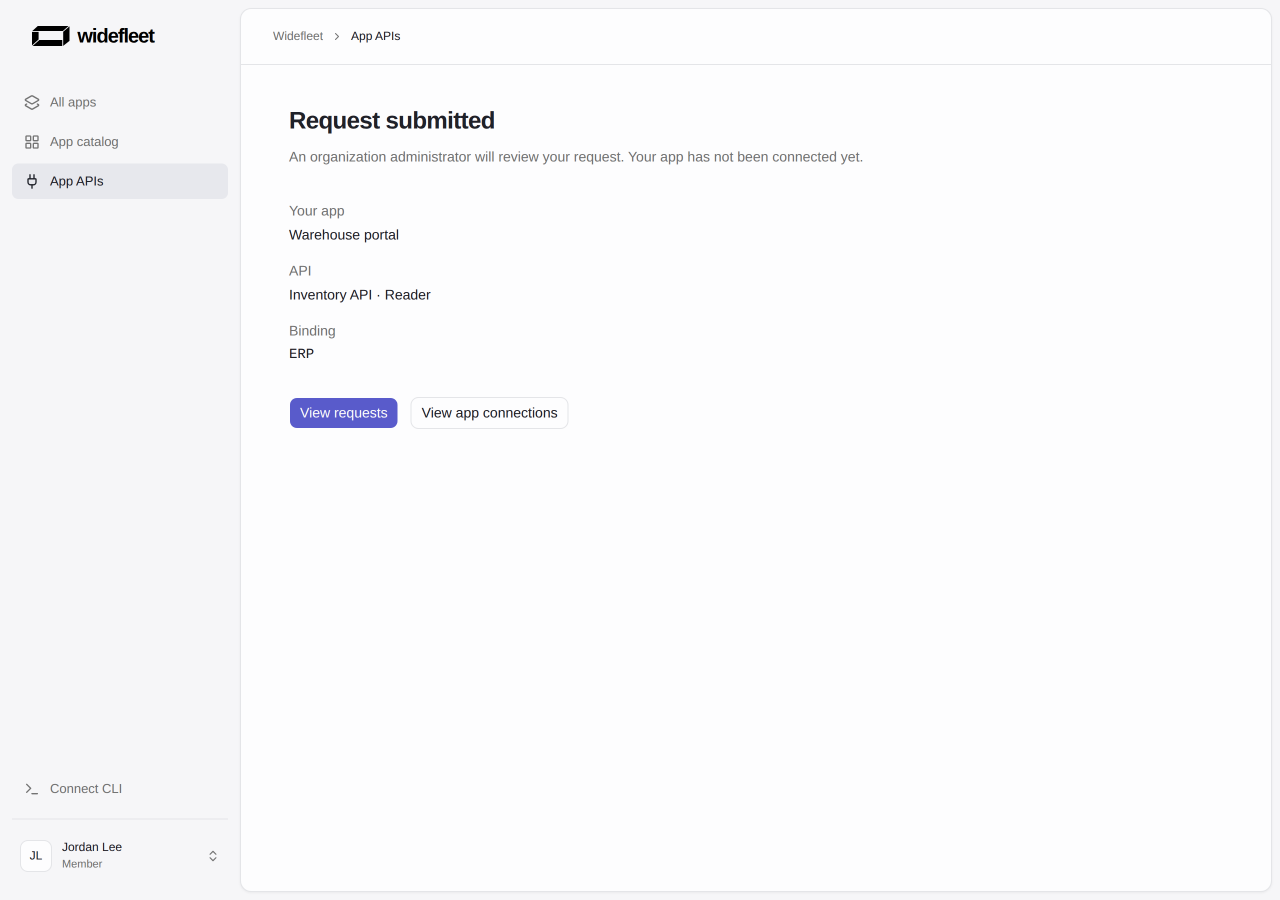 widefleet
All apps
App catalog
App APIs
Connect CLI
JL
Jordan Lee
Member
Widefleet
App APIs
Request submitted
An organization administrator will review your request. Your app has not been connected yet.
Your app
Warehouse portal
API
Inventory API · Reader
Binding
ERP
View requests
View app connections